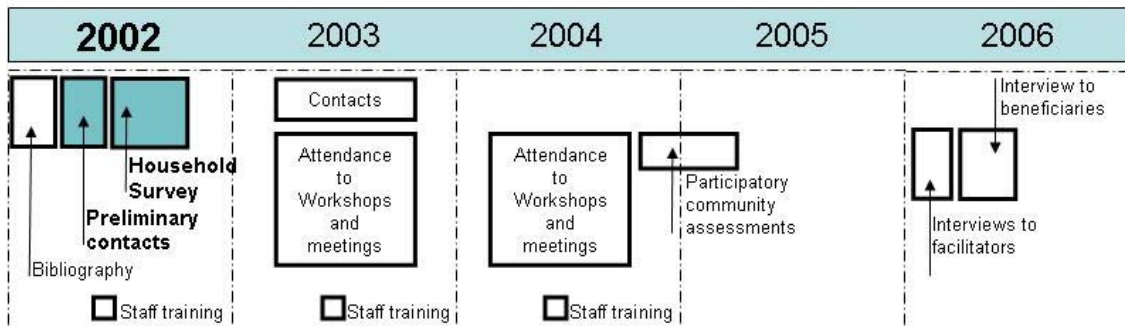 2002 2003 2004 2005 2006
Household
Survey
Preliminary
contacts
Bibliography
Staff training
Contacts
Attendance
to
Workshops
and
meetings
Staff training
Attendance
to
Workshops
and
meetings
Staff training
Participatory
community
assessments
Interview to
beneficiaries
Interviews to
facilitators